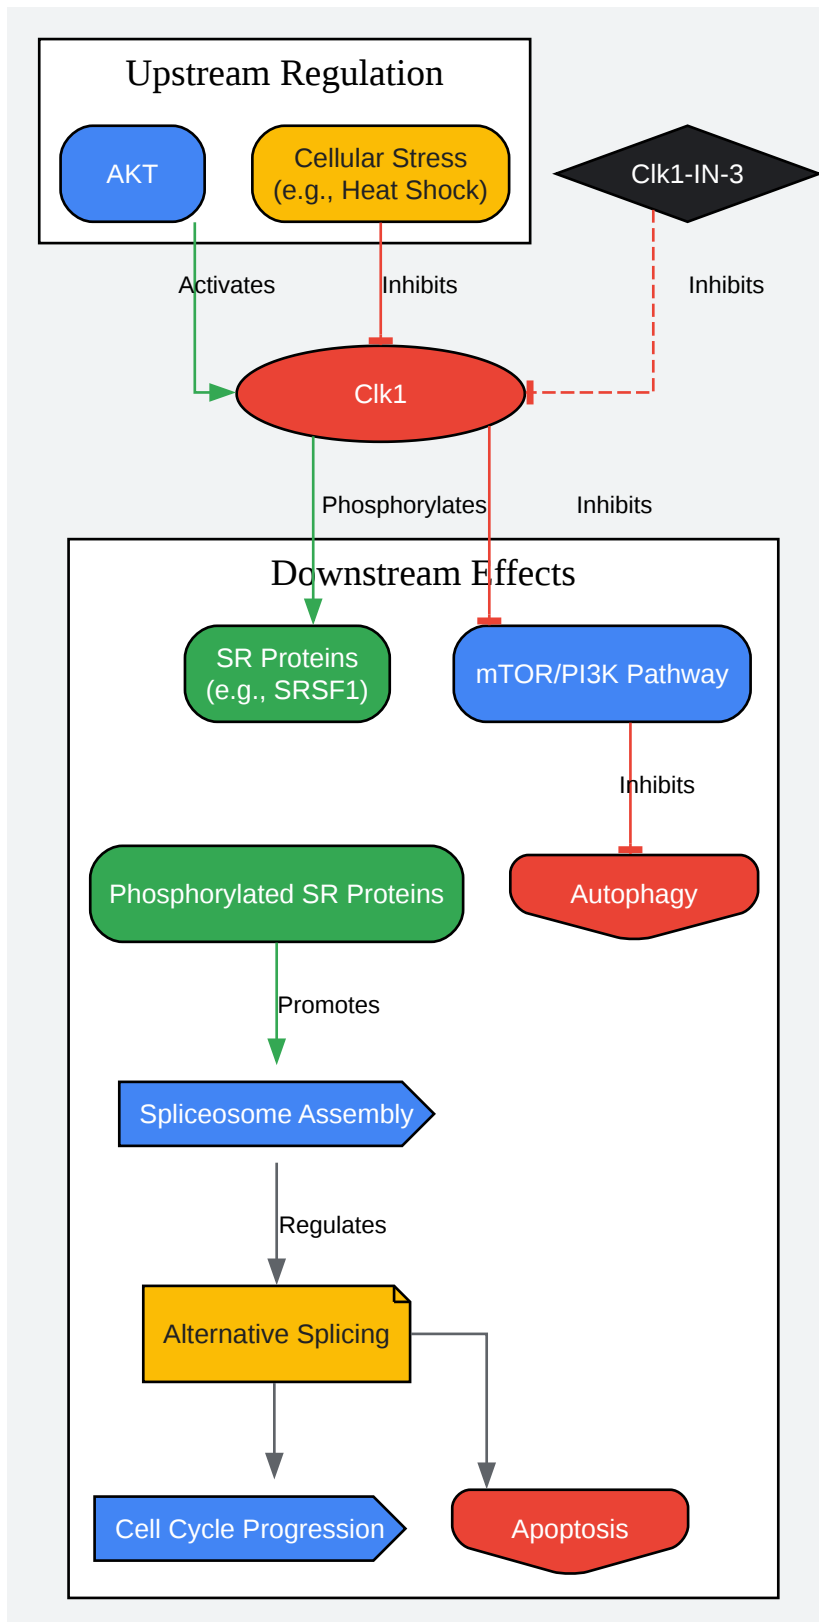 Upstream Regulation
AKT
Cellular Stress
(e.g., Heat Shock)
Clk1-IN-3
Activates
Inhibits
Inhibits
Clk1
Phosphorylates
Inhibits
Downstream Effects
SR Proteins
(e.g., SRSF1)
mTOR/PI3K Pathway
Inhibits
Phosphorylated SR Proteins
Autophagy
Promotes
Spliceosome Assembly
Regulates
Alternative Splicing
Cell Cycle Progression
Apoptosis